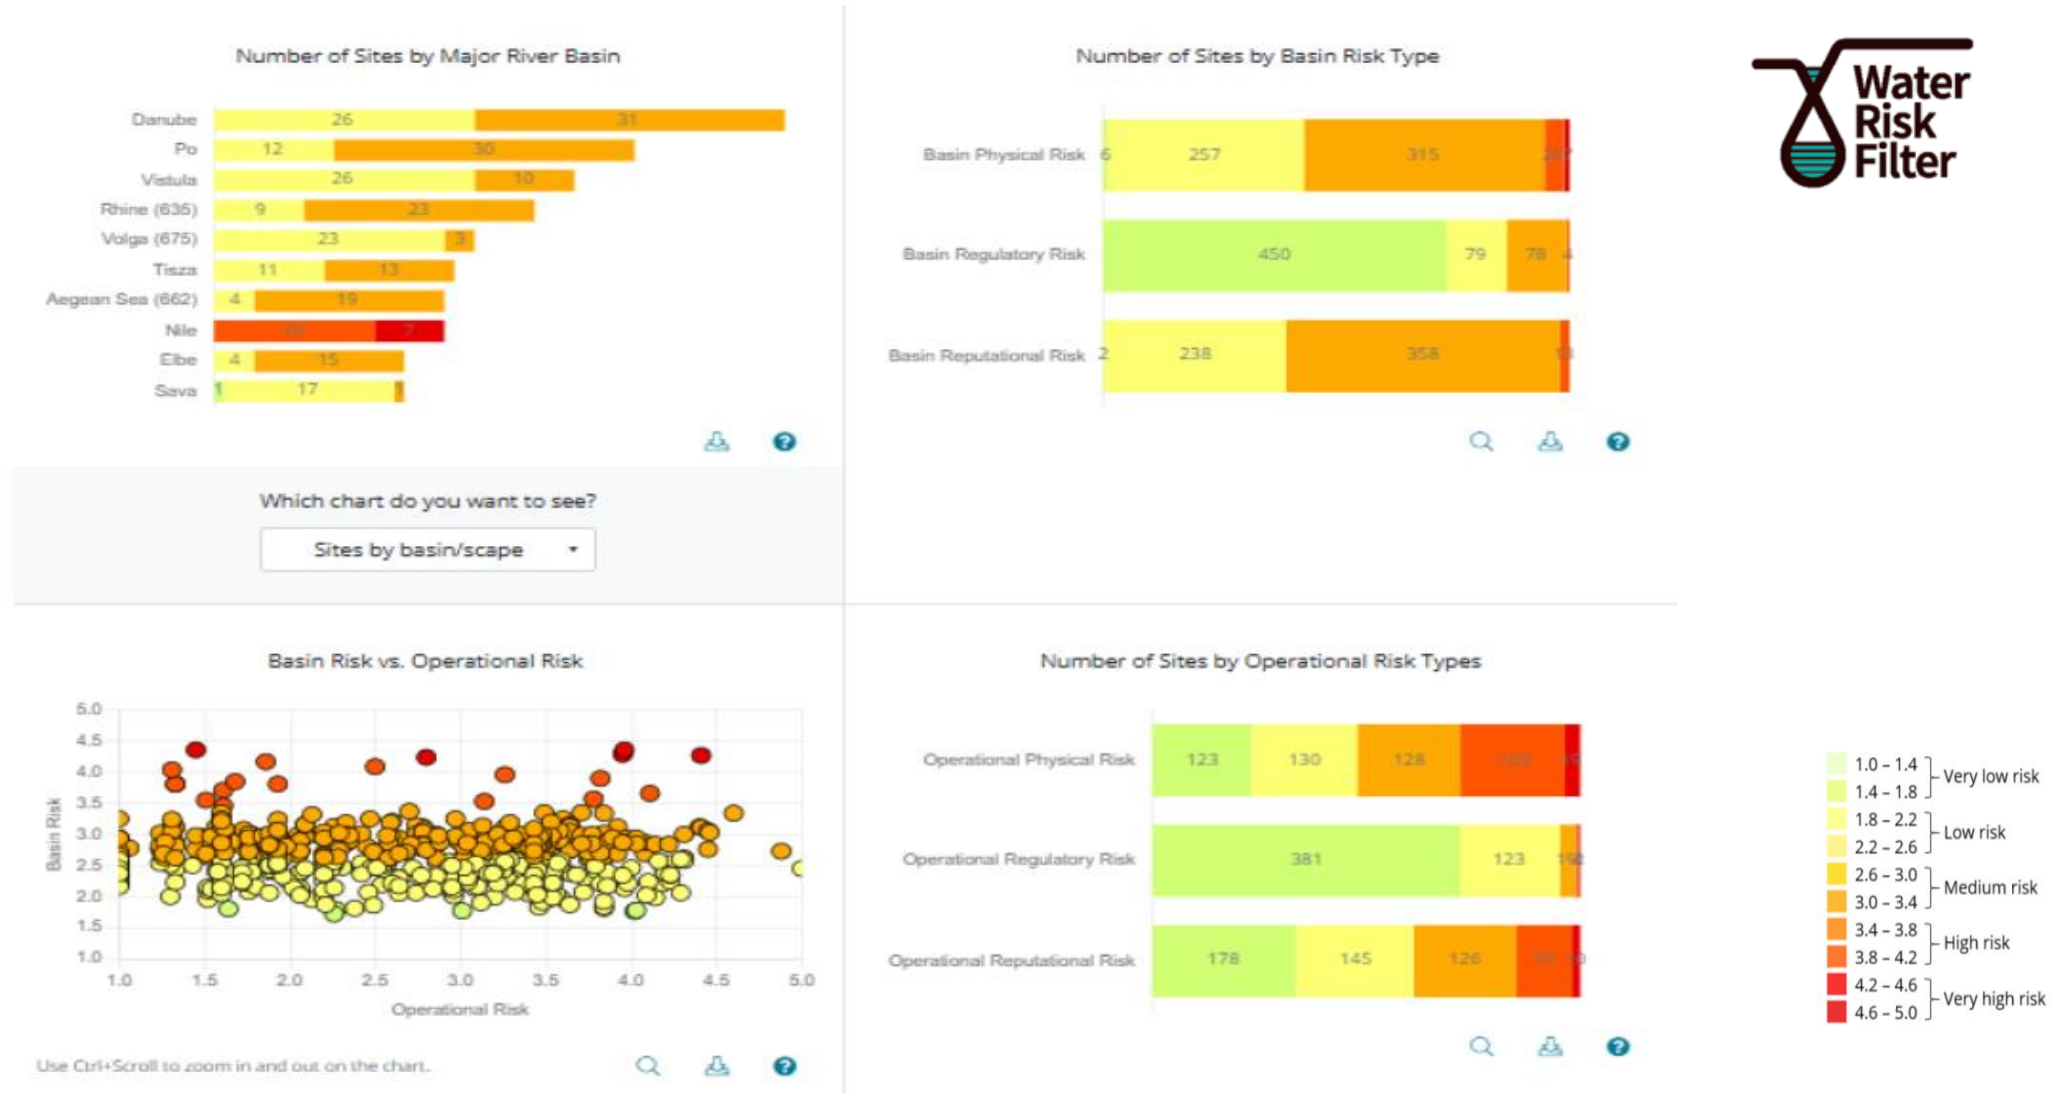 Number of Sites by Major River Basin
Danube 26 31
Po 12 30
Vistula 26 10
Rhine (635) 9 23
Volga (675) 23 3
Tisza 11 13
Aegean Sea (662) 4 19
Nile 7
Elbe 4 15
Sava 1 17 1
Number of Sites by Basin Risk Type
Basin Physical Risk 6 257 315
Basin Regulatory Risk 450 79 78 4
Basin Reputational Risk 2 238 358 13
Water
Risk
Filter
Which chart do you want to see?
Sites by basin/scape
Basin Risk vs. Operational Risk
5.0
4.5
4.0
3.5
3.0
2.5
2.0
1.5
1.0
Basin Risk
1.0 1.5 2.0 2.5 3.0 3.5 4.0 4.5 5.0
Operational Risk
Use Ctrl+Scroll to zoom in and out on the chart.
Number of Sites by Operational Risk Types
Operational Physical Risk 123 130 128
Operational Regulatory Risk 381 123
Operational Reputational Risk 178 145 126
1.0 – 1.4
Very low risk
1.4 – 1.8
1.8 – 2.2
Low risk
2.2 – 2.6
2.6 – 3.0
Medium risk
3.0 – 3.4
3.4 – 3.8
High risk
3.8 – 4.2
4.2 – 4.6
Very high risk
4.6 – 5.0